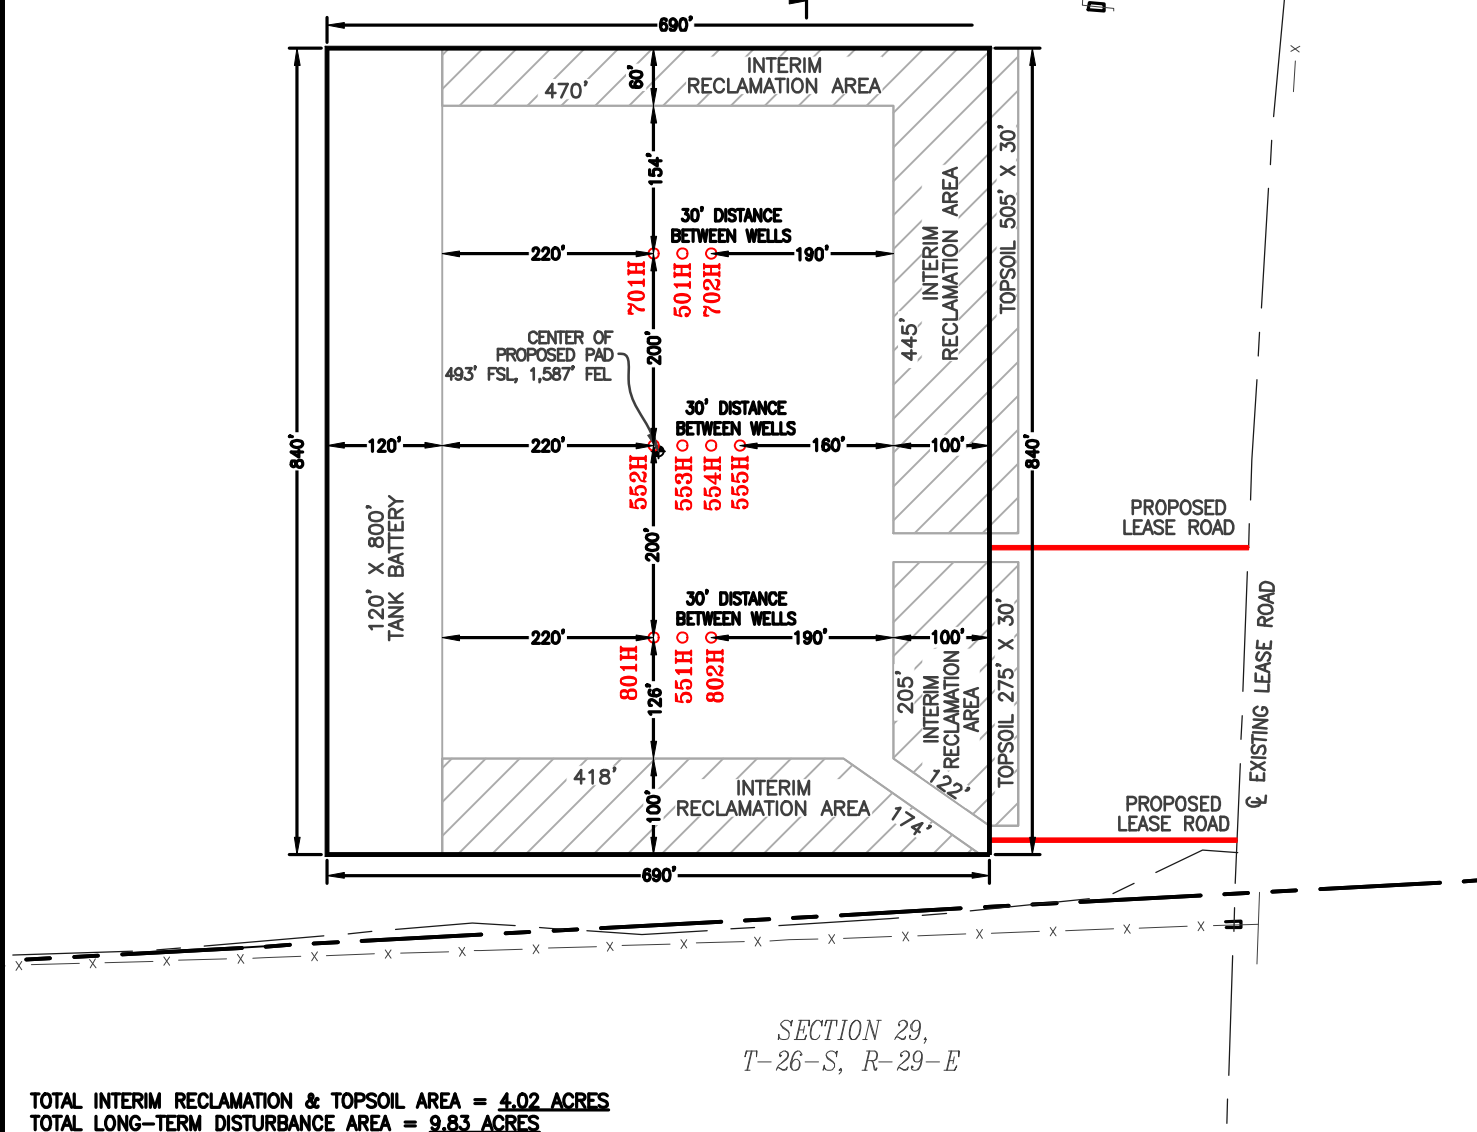 690'
INTERIM
RECLAMATION AREA
60'
470'
154'
TOPSOIL 505' X 30'
INTERIM
RECLAMATION AREA
445'
30' DISTANCE
BETWEEN WELLS
220'
190'
701H
501H
702H
CENTER OF
PROPOSED PAD
493' FSL, 1,587' FEL
200'
30' DISTANCE
BETWEEN WELLS
840'
120'
220'
160'
100'
840'
552H
553H
554H
555H
120' X 800'
TANK BATTERY
PROPOSED
LEASE ROAD
200'
30' DISTANCE
BETWEEN WELLS
220'
190'
100'
801H
551H
802H
126'
205'
INTERIM
RECLAMATION
AREA
TOPSOIL 275' X 30'
℄ EXISTING LEASE ROAD
418'
INTERIM
RECLAMATION AREA
100'
122'
174'
PROPOSED
LEASE ROAD
690'
SECTION 29,
T-26-S, R-29-E
TOTAL INTERIM RECLAMATION & TOPSOIL AREA = 4.02 ACRES
TOTAL LONG-TERM DISTURBANCE AREA = 9.83 ACRES